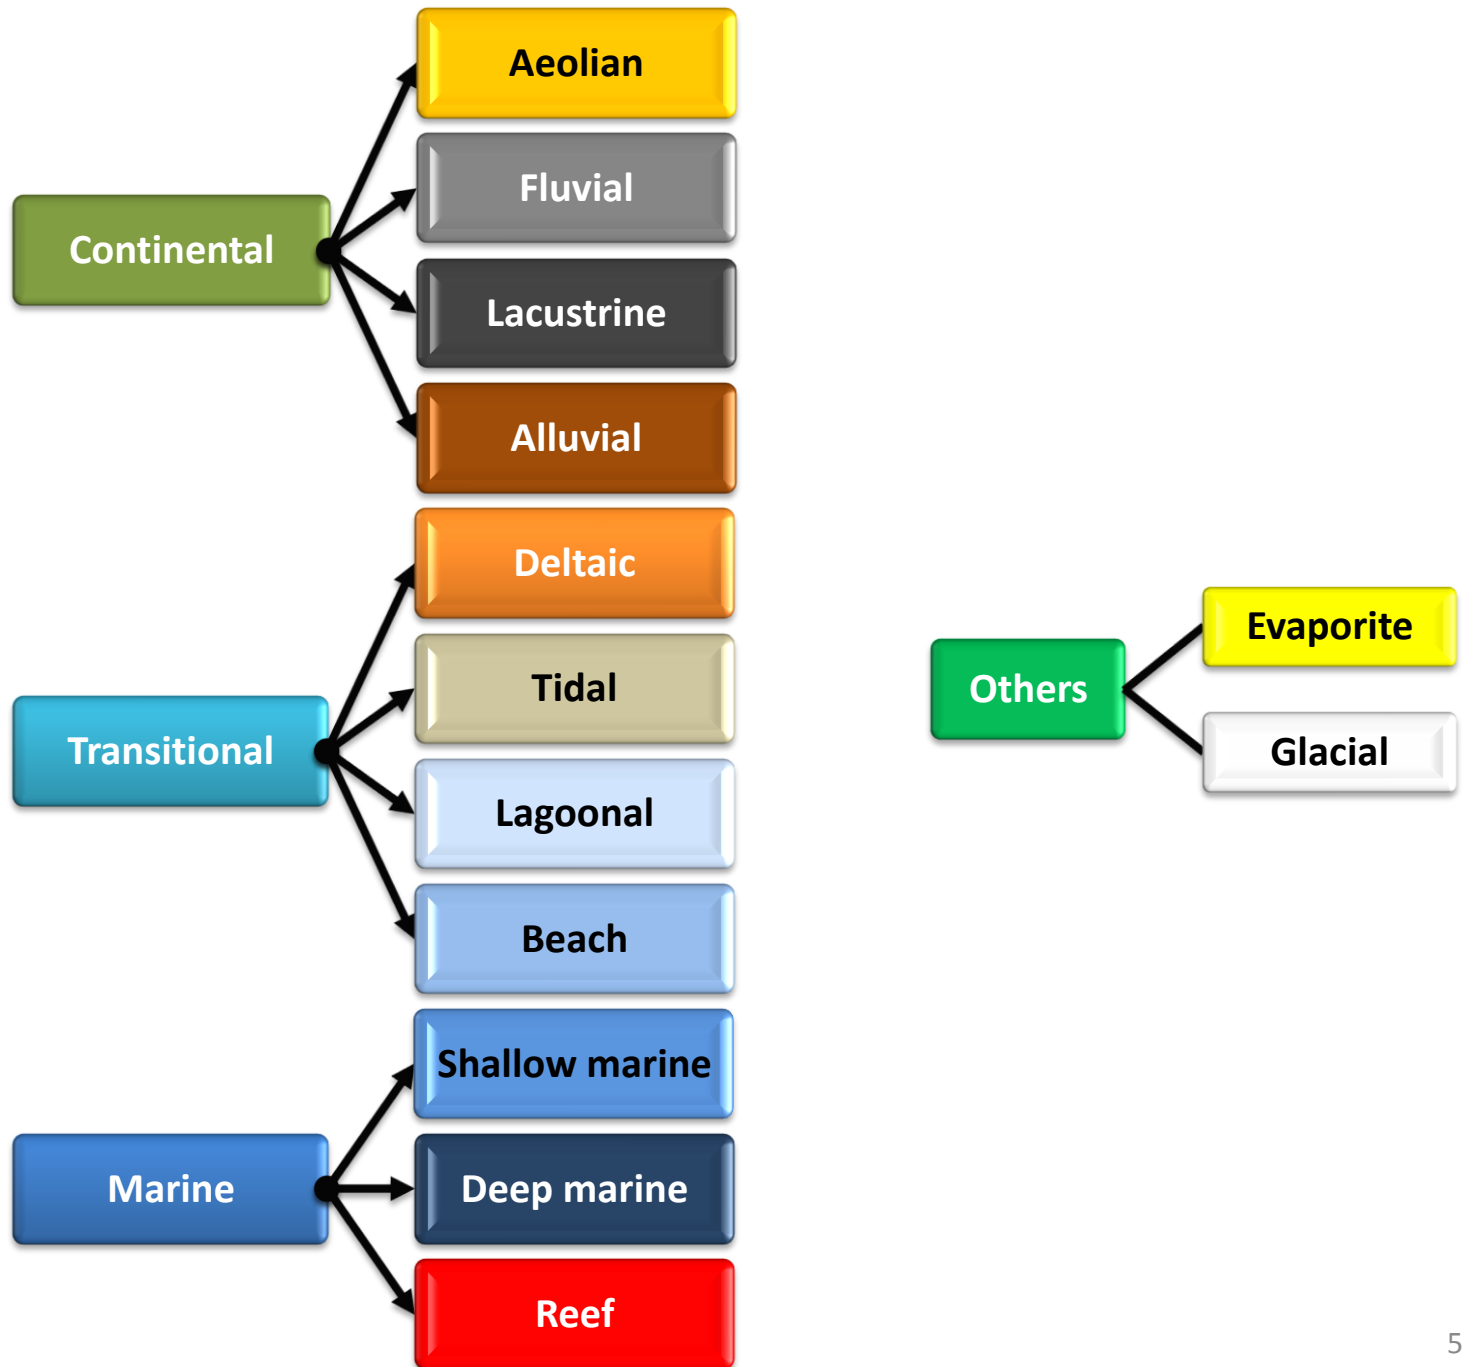 Continental
Aeolian
Fluvial
Lacustrine
Alluvial
Transitional
Deltaic
Tidal
Lagoonal
Beach
Marine
Shallow marine
Deep marine
Reef
Others
Evaporite
Glacial
5